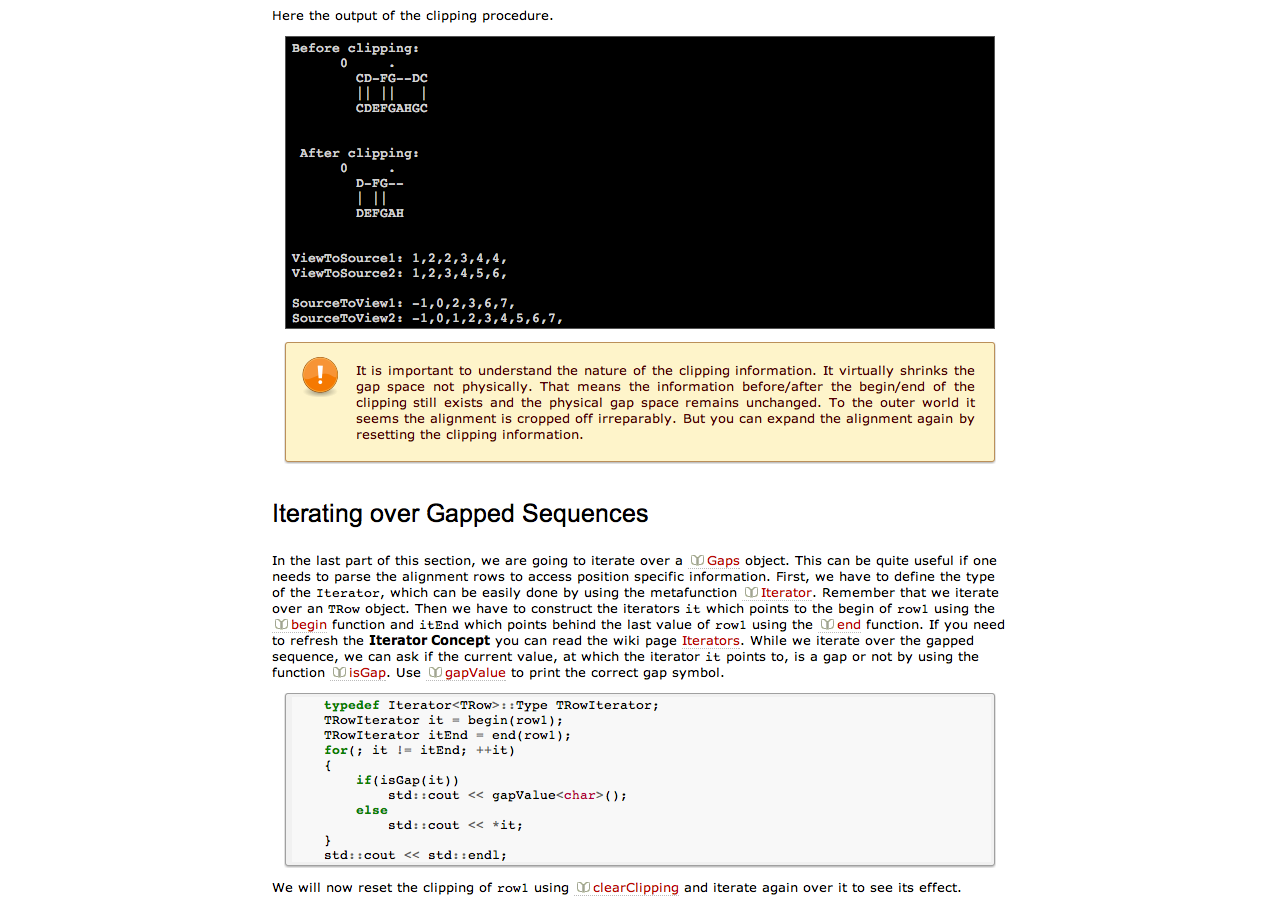 Here the output of the clipping procedure.
Before clipping:
      0     .
        CD-FG--DC
        || ||   |
        CDEFGAHGC
 After clipping:
      0     .
        D-FG--
        | ||
        DEFGAH
ViewToSource1: 1,2,2,3,4,4,
ViewToSource2: 1,2,3,4,5,6,
SourceToView1: -1,0,2,3,6,7,
SourceToView2: -1,0,1,2,3,4,5,6,7,
It is important to understand the nature of the clipping information. It virtually shrinks the
gap space not physically. That means the information before/after the begin/end of the
clipping still exists and the physical gap space remains unchanged. To the outer world it
seems the alignment is cropped off irreparably. But you can expand the alignment again by
resetting the clipping information.
Iterating over Gapped Sequences
In the last part of this section, we are going to iterate over a Gaps object. This can be quite useful if one
needs to parse the alignment rows to access position specific information. First, we have to define the type
of the Iterator, which can be easily done by using the metafunction Iterator. Remember that we iterate
over an TRow object. Then we have to construct the iterators it which points to the begin of row1 using the
begin function and itEnd which points behind the last value of row1 using the end function. If you need
to refresh the Iterator Concept you can read the wiki page Iterators. While we iterate over the gapped
sequence, we can ask if the current value, at which the iterator it points to, is a gap or not by using the
function isGap. Use gapValue to print the correct gap symbol.
    typedef Iterator<TRow>::Type TRowIterator;
    TRowIterator it = begin(row1);
    TRowIterator itEnd = end(row1);
    for(; it != itEnd; ++it)
    {
        if(isGap(it))
            std::cout << gapValue<char>();
        else
            std::cout << *it;
    }
    std::cout << std::endl;
We will now reset the clipping of row1 using clearClipping and iterate again over it to see its effect.